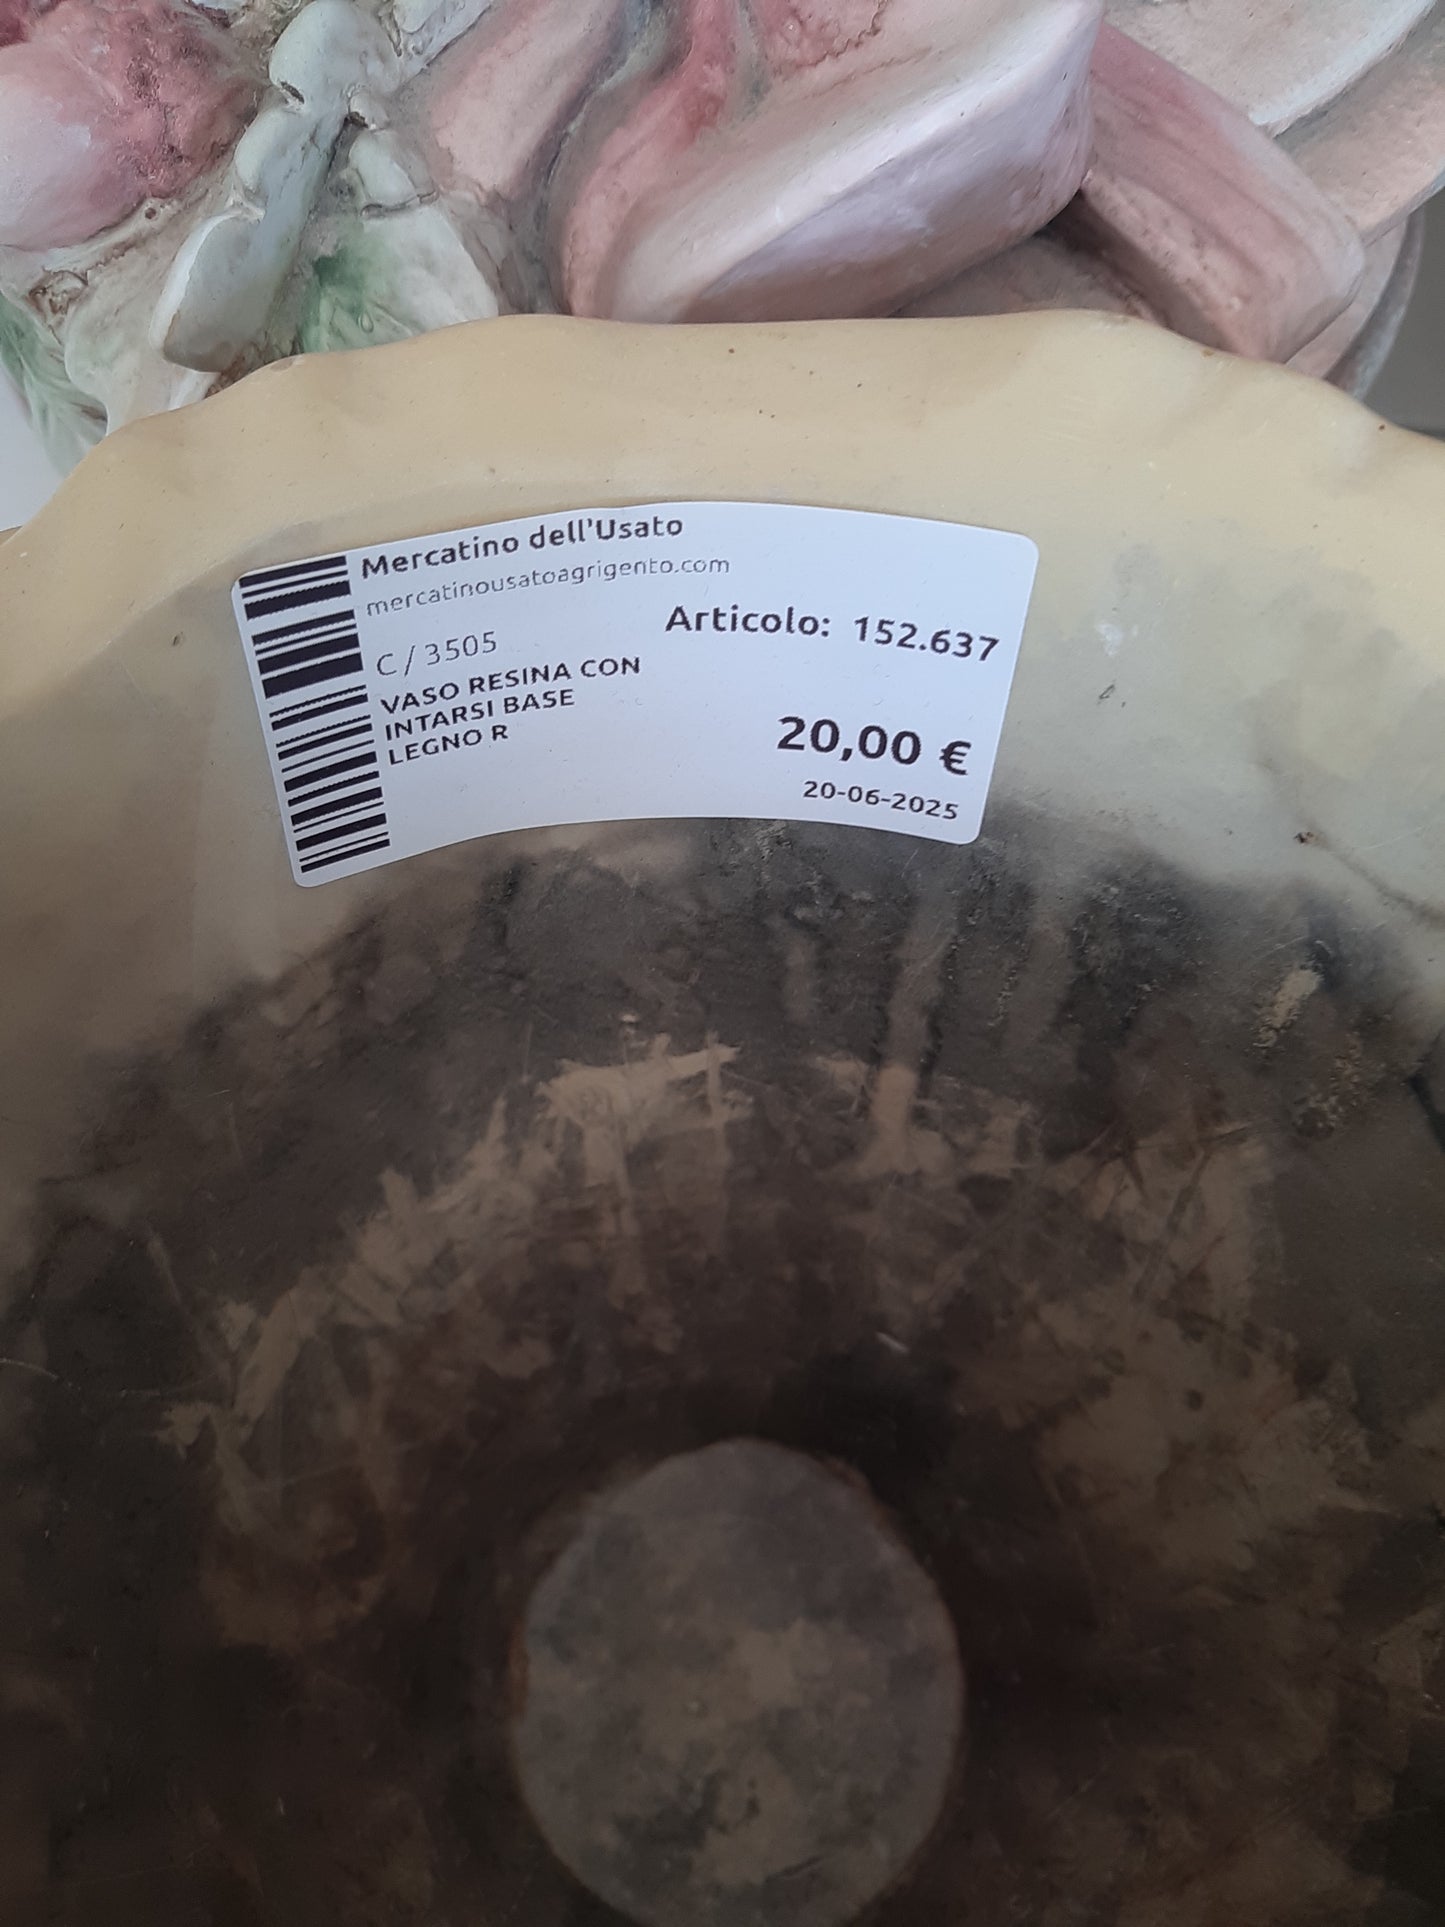 Mercatino dell'Usato
mercatinousatoagrigento.com
Articolo: 152.637
C / 3505
VASO RESINA CON
INTARSI BASE
LEGNO R
20,00 €
20-06-2025